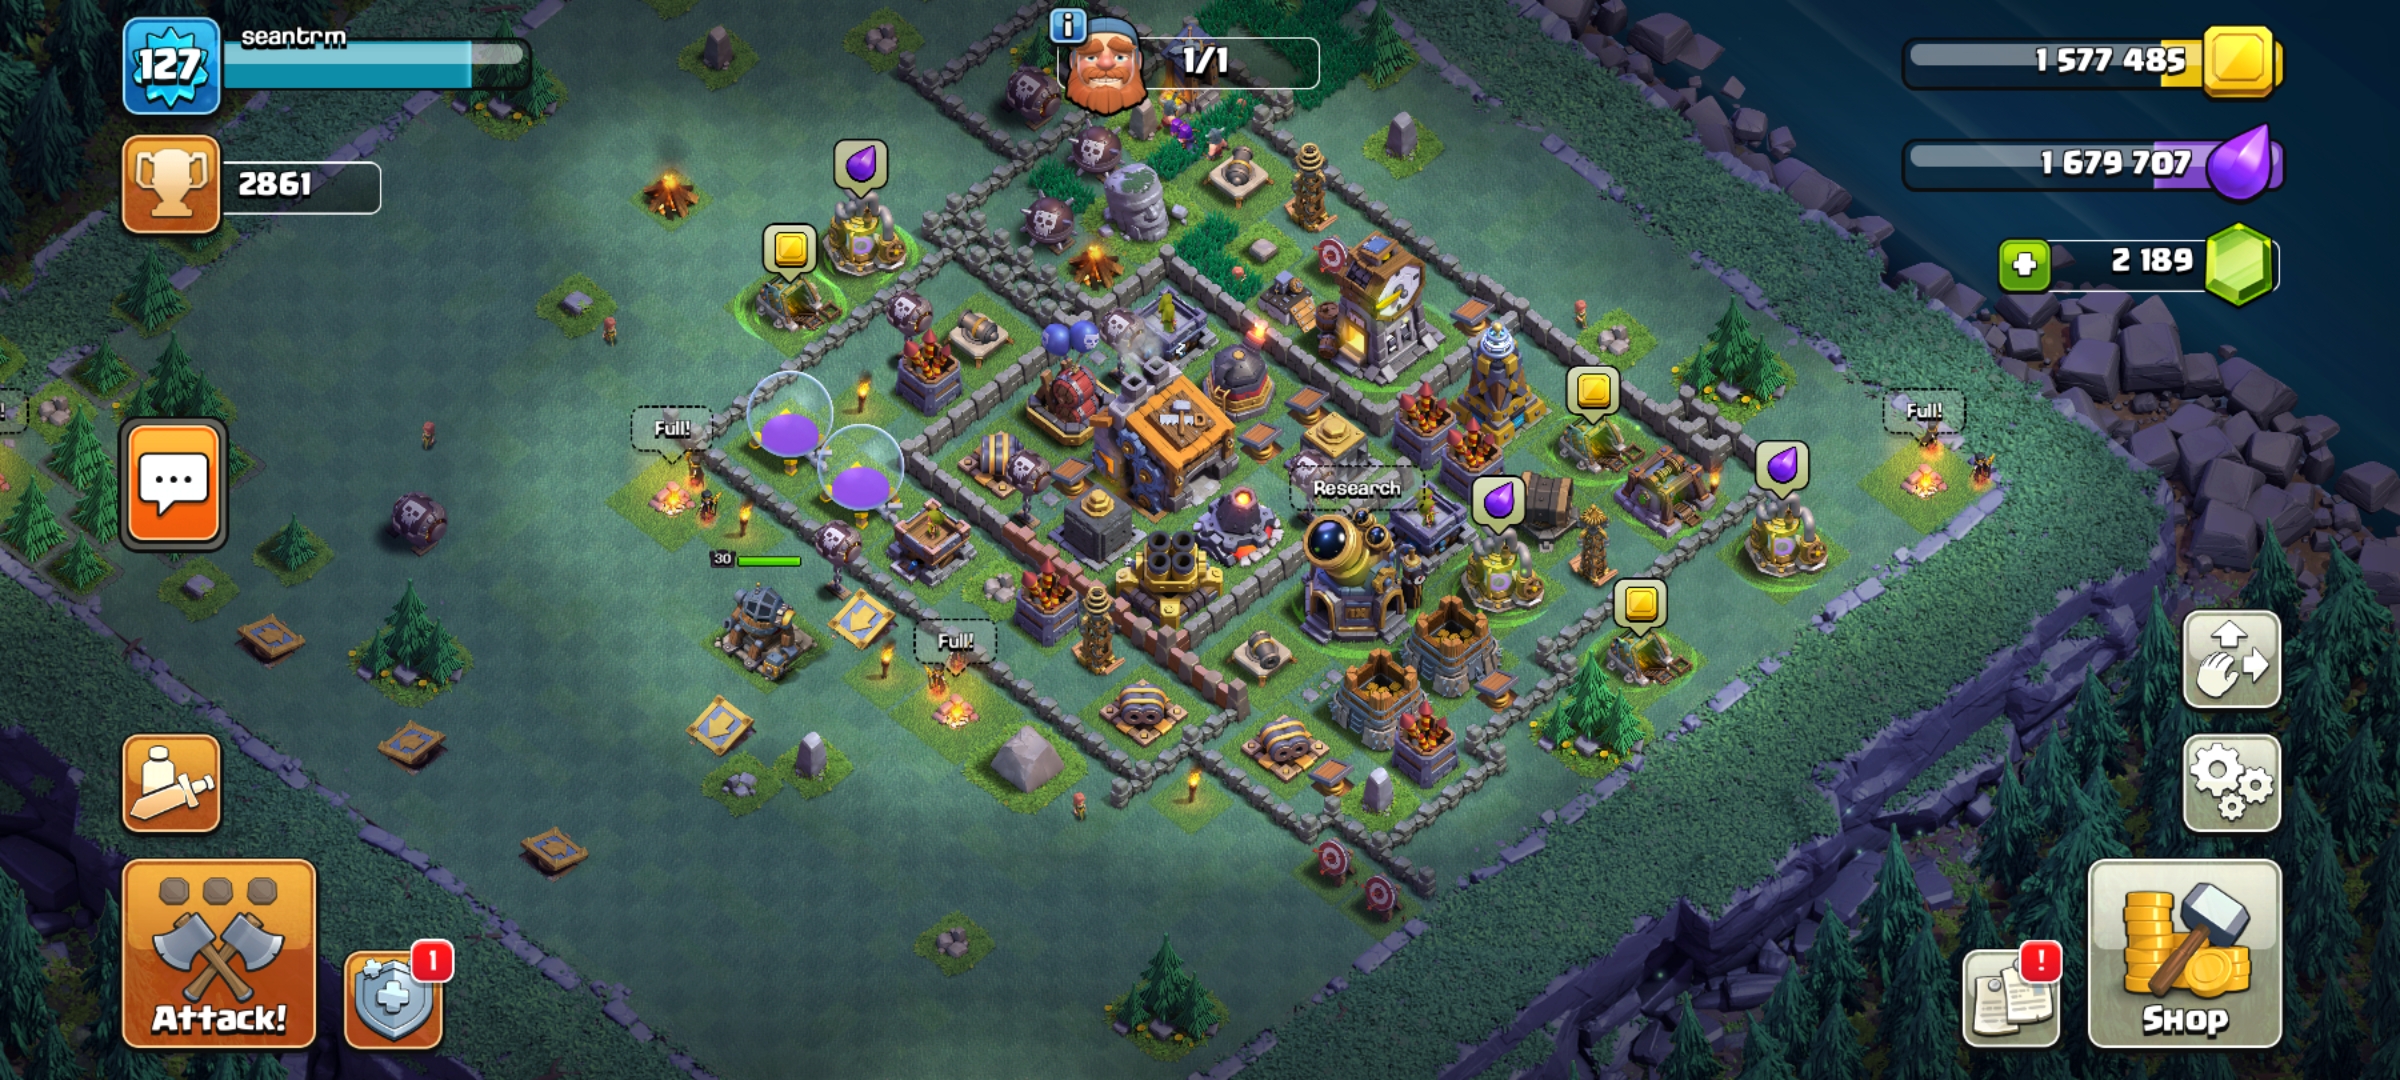 127
seantrm
i
1/1
1 577 485
2861
1 679 707
2 189
Full!
Full!
Research
30
Full!
!
1
!
Attack!
Shop